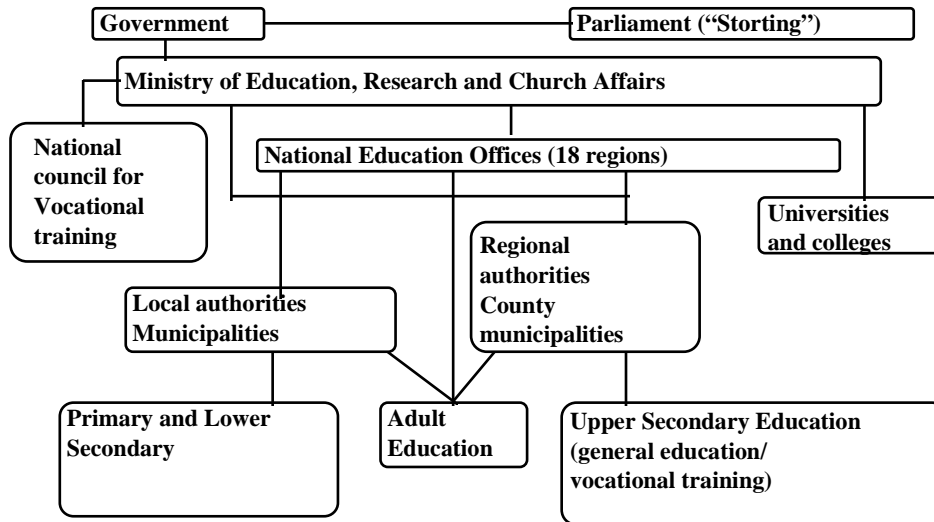 Government
Parliament (“Storting”)
Ministry of Education, Research and Church Affairs
National
council for
Vocational
training
National Education Offices (18 regions)
Universities
and colleges
Regional
authorities
County
municipalities
Local authorities
Municipalities
Primary and Lower
Secondary
Adult
Education
Upper Secondary Education
(general education/
vocational training)